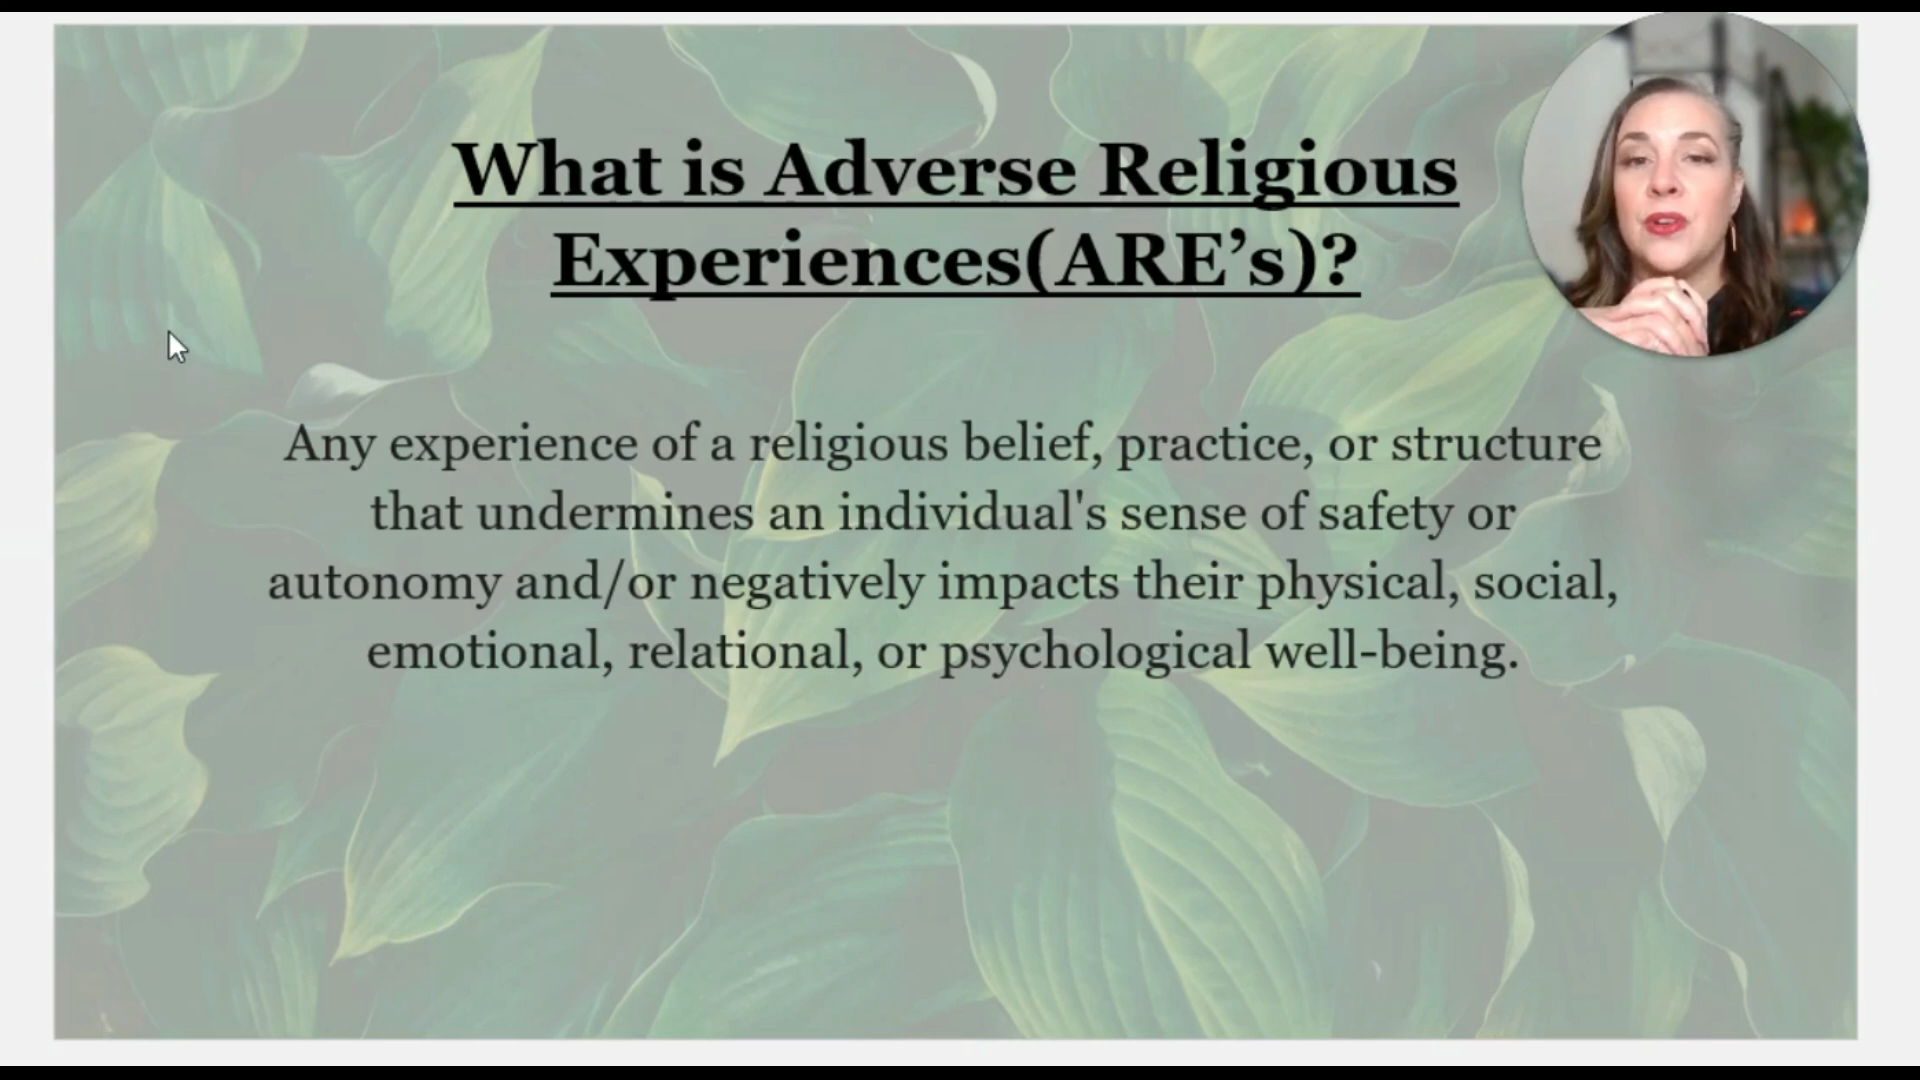 What is Adverse Religious
Experiences(ARE’s)?
Any experience of a religious belief, practice, or structure
that undermines an individual's sense of safety or
autonomy and/or negatively impacts their physical, social,
emotional, relational, or psychological well-being.